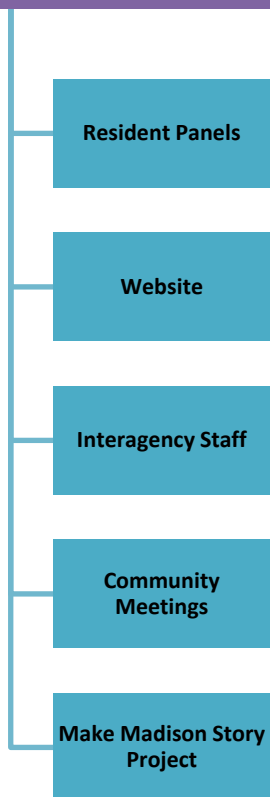 Resident Panels
Website
Interagency Staff
Community
Meetings
Make Madison Story
Project